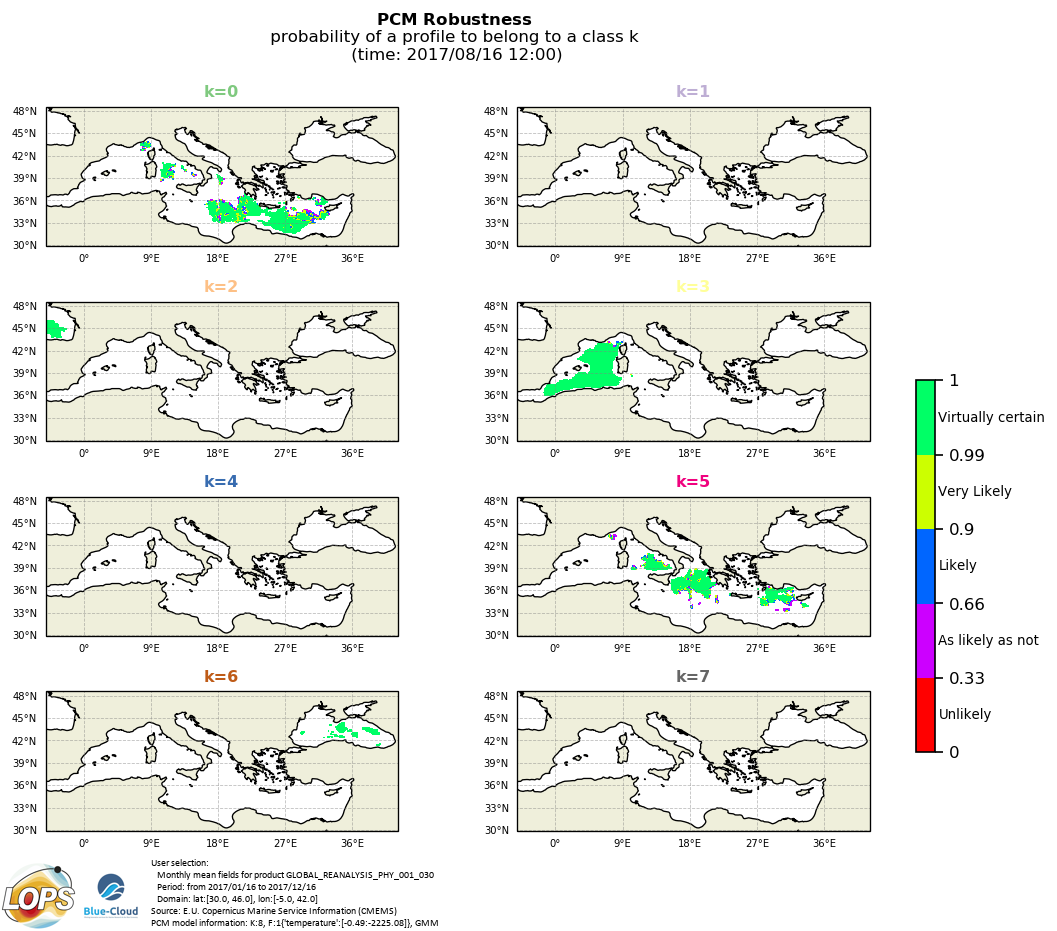 PCM Robustness
probability of a profile to belong to a class k
(time: 2017/08/16 12:00)
k=0
48°N
45°N
42°N
39°N
36°N
33°N
30°N
0°
9°E
18°E
27°E
36°E
k=1
48°N
45°N
42°N
39°N
36°N
33°N
30°N
0°
9°E
18°E
27°E
36°E
k=2
48°N
45°N
42°N
39°N
36°N
33°N
30°N
0°
9°E
18°E
27°E
36°E
k=3
48°N
45°N
42°N
39°N
36°N
33°N
30°N
0°
9°E
18°E
27°E
36°E
k=4
48°N
45°N
42°N
39°N
36°N
33°N
30°N
0°
9°E
18°E
27°E
36°E
k=5
48°N
45°N
42°N
39°N
36°N
33°N
30°N
0°
9°E
18°E
27°E
36°E
k=6
48°N
45°N
42°N
39°N
36°N
33°N
30°N
0°
9°E
18°E
27°E
36°E
k=7
48°N
45°N
42°N
39°N
36°N
33°N
30°N
0°
9°E
18°E
27°E
36°E
1
Virtually certain
0.99
Very Likely
0.9
Likely
0.66
As likely as not
0.33
Unlikely
0
LOPS
Blue-Cloud
User selection:
Monthly mean fields for product GLOBAL_REANALYSIS_PHY_001_030
Period: from 2017/01/16 to 2017/12/16
Domain: lat:[30.0, 46.0], lon:[-5.0, 42.0]
Source: E.U. Copernicus Marine Service Information (CMEMS)
PCM model information: K:8, F:1{'temperature':[-0.49:-2225.08]}, GMM